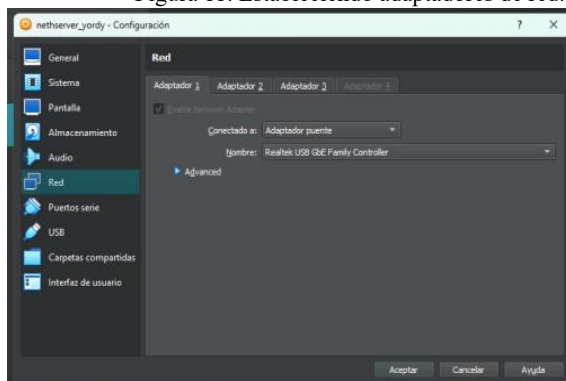 nethserver_yordy - Configuración ? ×
General
Sistema
Pantalla
Almacenamiento
Audio
Red
Puertos serie
USB
Carpetas compartidas
Interfaz de usuario
Red
Adaptador 1 Adaptador 2 Adaptador 3 Adaptador 4
Enable Network Adapter
Conectado a: Adaptador puente
Nombre: Realtek USB GbE Family Controller
Advanced
Aceptar Cancelar Ayuda